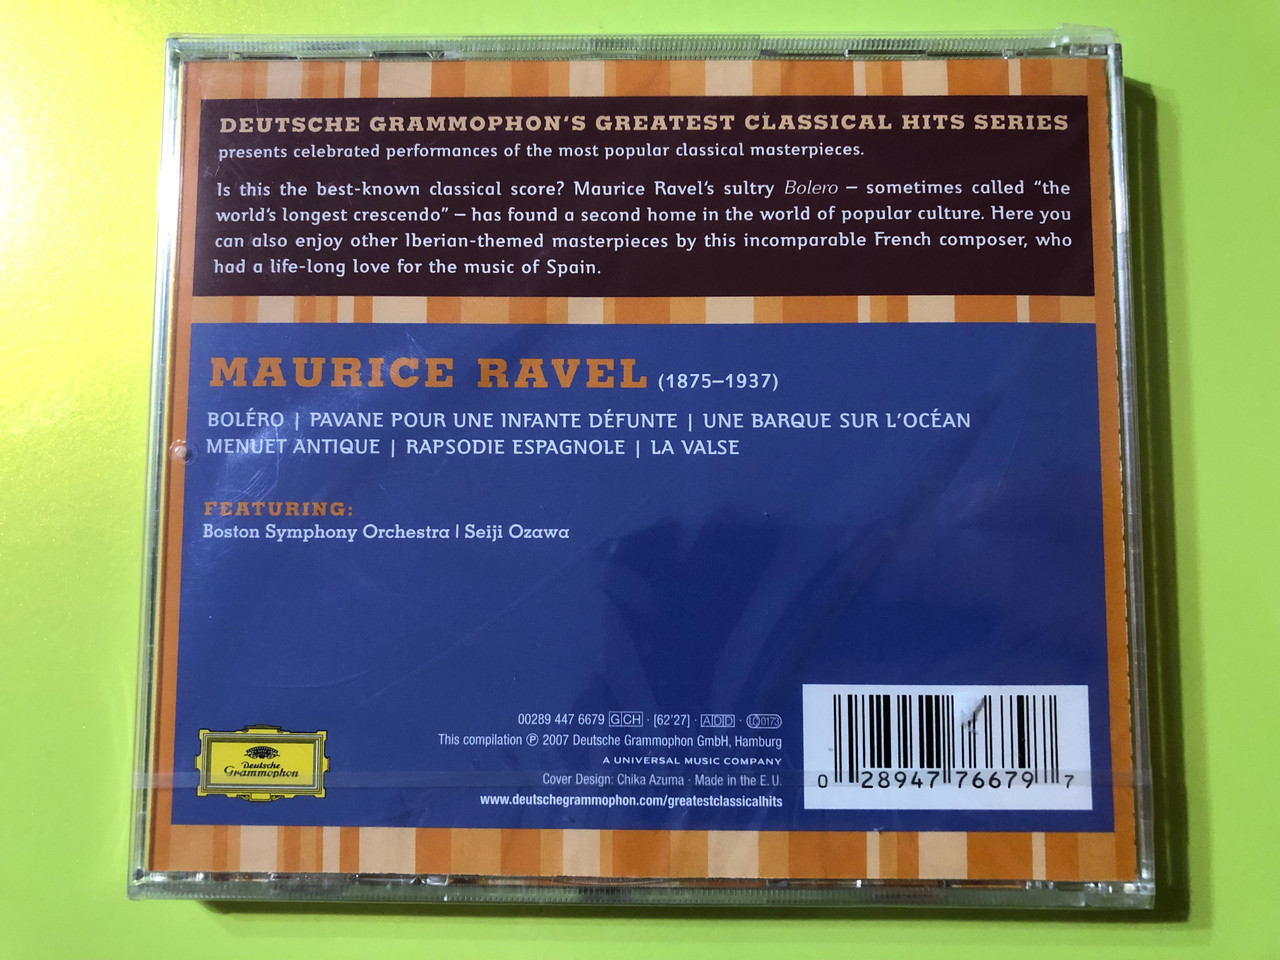 DEUTSCHE GRAMMOPHON'S GREATEST CLASSICAL HITS SERIES
presents celebrated performances of the most popular classical masterpieces.
Is this the best-known classical score? Maurice Ravel's sultry Bolero – sometimes called "the
world's longest crescendo" – has found a second home in the world of popular culture. Here you
can also enjoy other Iberian-themed masterpieces by this incomparable French composer, who
had a life-long love for the music of Spain.
MAURICE RAVEL (1875–1937)
BOLÉRO | PAVANE POUR UNE INFANTE DÉFUNTE | UNE BARQUE SUR L'OCÉAN
MENUET ANTIQUE | RAPSODIE ESPAGNOLE | LA VALSE
FEATURING:
Boston Symphony Orchestra | Seiji Ozawa
00289 447 6679 GCH · [62'27] · ADD · LC0173
This compilation ℗ 2007 Deutsche Grammophon GmbH, Hamburg
A UNIVERSAL MUSIC COMPANY
Cover Design: Chika Azuma · Made in the E. U.
www.deutschegrammophon.com/greatestclassicalhits
Deutsche
Grammophon
0 28947 76679 7